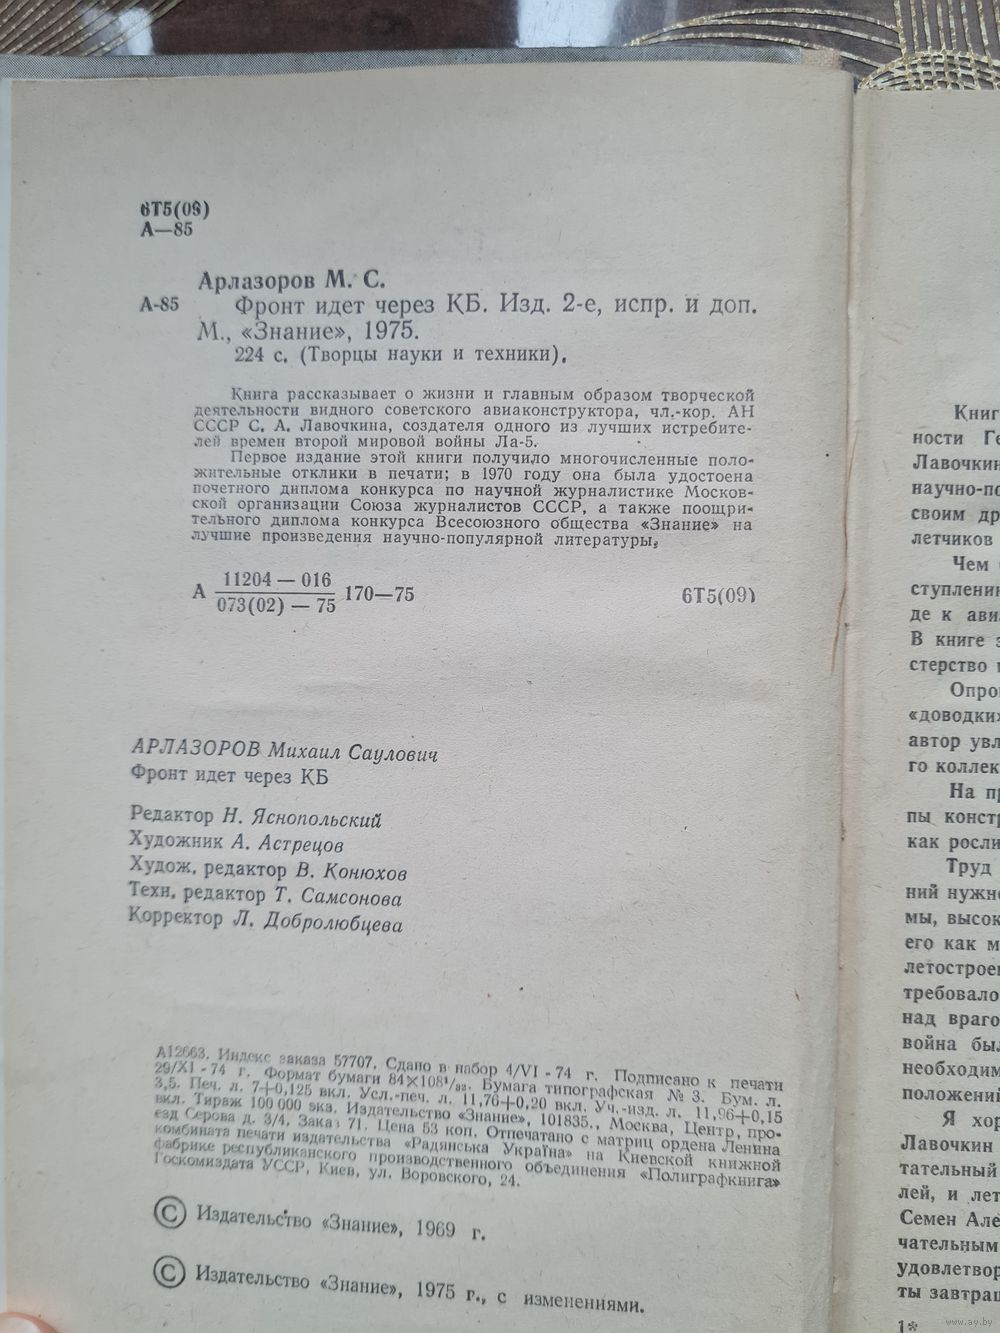 6Т5(09)
А—85
Арлазоров М. С.
А-85 Фронт идет через КБ. Изд. 2-е, испр. и доп.
М., «Знание», 1975.
224 с. (Творцы науки и техники).
Книга рассказывает о жизни и главным образом творческой
деятельности видного советского авиаконструктора, чл.-кор. АН
СССР С. А. Лавочкина, создателя одного из лучших истребите-
лей времен второй мировой войны Ла-5.
Первое издание этой книги получило многочисленные поло-
жительные отклики в печати; в 1970 году она была удостоена
почетного диплома конкурса по научной журналистике Москов-
ской организации Союза журналистов СССР, а также поощри-
тельного диплома конкурса Всесоюзного общества «Знание» на
лучшие произведения научно-популярной литературы.
А 11204 — 016
073(02) — 75 170—75 6Т5(09)
АРЛАЗОРОВ Михаил Саулович
Фронт идет через КБ
Редактор Н. Яснопольский
Художник А. Астрецов
Худож. редактор В. Конюхов
Техн. редактор Т. Самсонова
Корректор Л. Добролюбцева
А12663. Индекс заказа 57707. Сдано в набор 4/VI - 74 г. Подписано к печати
29/XI - 74 г. Формат бумаги 84×108¹/₃₂. Бумага типографская № 3. Бум. л.
3,5. Печ. л. 7+0,125 вкл. Усл.-печ. л. 11,76+0,20 вкл. Уч.-изд. л. 11,96+0,15
вкл. Тираж 100 000 экз. Издательство «Знание», 101835., Москва, Центр, про-
езд Серова д. 3/4. Заказ 71. Цена 53 коп. Отпечатано с матриц ордена Ленина
комбината печати издательства «Радянська Україна» на Киевской книжной
фабрике республиканского производственного объединения «Полиграфкнига»
Госкомиздата УССР, Киев, ул. Воровского, 24.
© Издательство «Знание», 1969 г.
© Издательство «Знание», 1975 г., с изменениями.
Книг
ности Ге
Лавочкин
научно-по
своим др
летчиков
Чем
ступлени
де к ави
В книге
стерство
Опро
«доводки»
автор увл
го коллек
На п
пы конст
как росли
Труд
ний нужн
мы, высок
его как м
летострое
требовало
над враго
война бы
необходим
положени
Я хор
Лавочкин
тательный
лей, и лет
Семен Але
чательным
удовлетвор
ты завтра
1*
www.ay.by